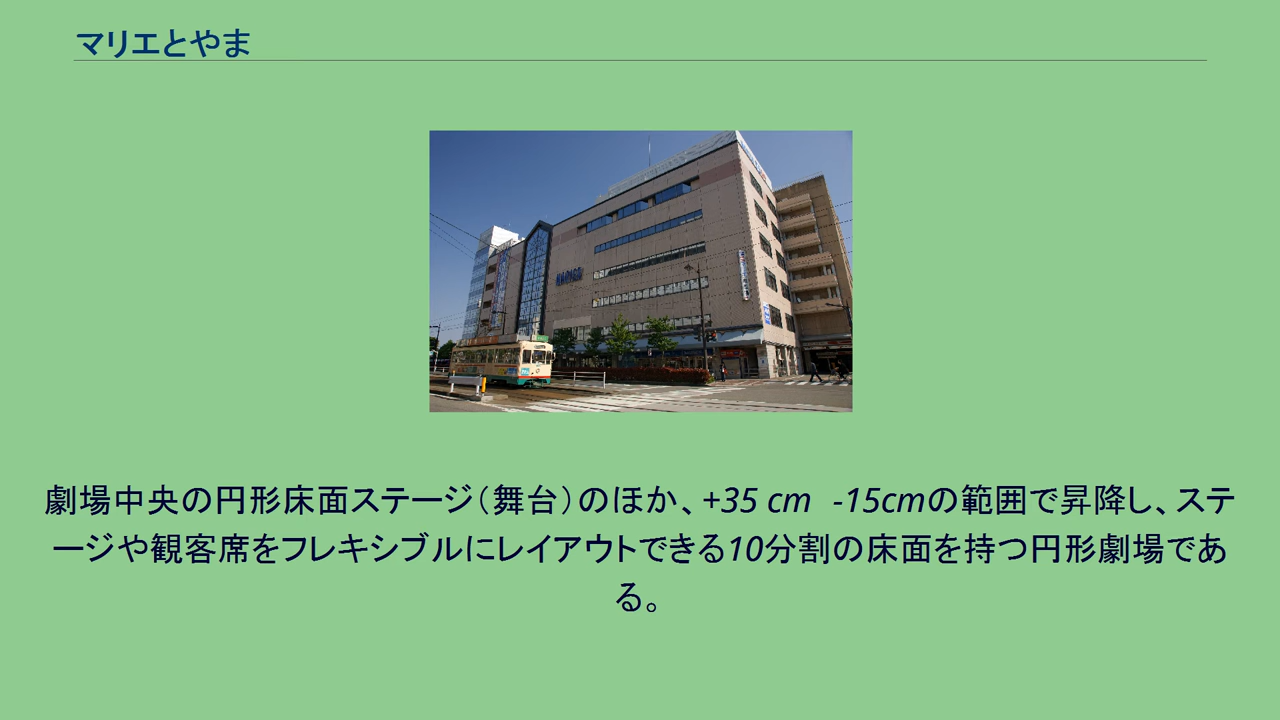 マリエとやま
劇場中央の円形床面ステージ（舞台）のほか、+35 cm  -15cmの範囲で昇降し、ステ
ージや観客席をフレキシブルにレイアウトできる10分割の床面を持つ円形劇場であ
る。